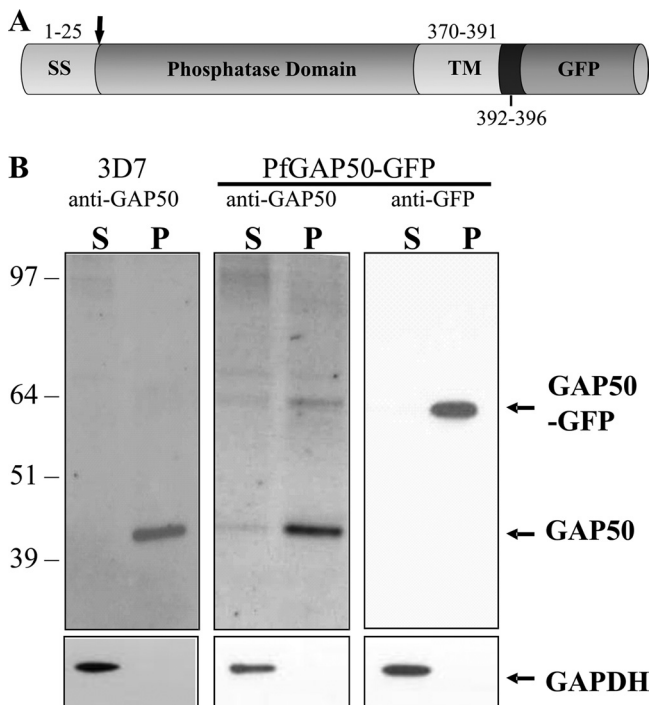 A
1-25
370-391
SS
Phosphatase Domain
TM
GFP
392-396
B
3D7
PfGAP50-GFP
anti-GAP50
anti-GAP50
anti-GFP
S P
S P
S P
97
64
51
39
GAP50
-GFP
GAP50
GAPDH